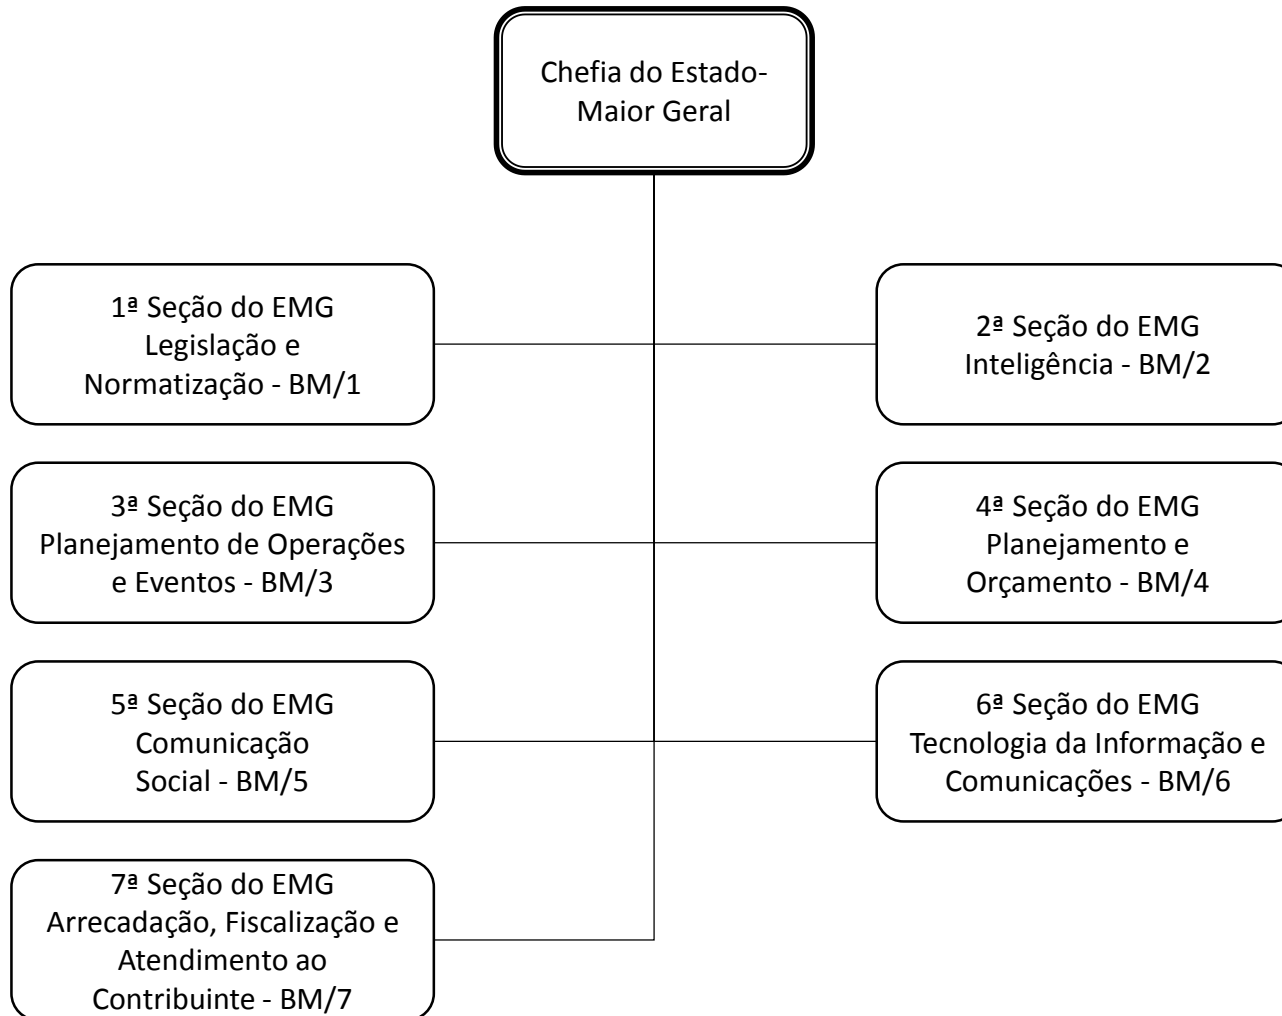 Chefia do Estado-
Maior Geral
1ª Seção do EMG
Legislação e
Normatização - BM/1
2ª Seção do EMG
Inteligência - BM/2
3ª Seção do EMG
Planejamento de Operações
e Eventos - BM/3
4ª Seção do EMG
Planejamento e
Orçamento - BM/4
5ª Seção do EMG
Comunicação
Social - BM/5
6ª Seção do EMG
Tecnologia da Informação e
Comunicações - BM/6
7ª Seção do EMG
Arrecadação, Fiscalização e
Atendimento ao
Contribuinte - BM/7